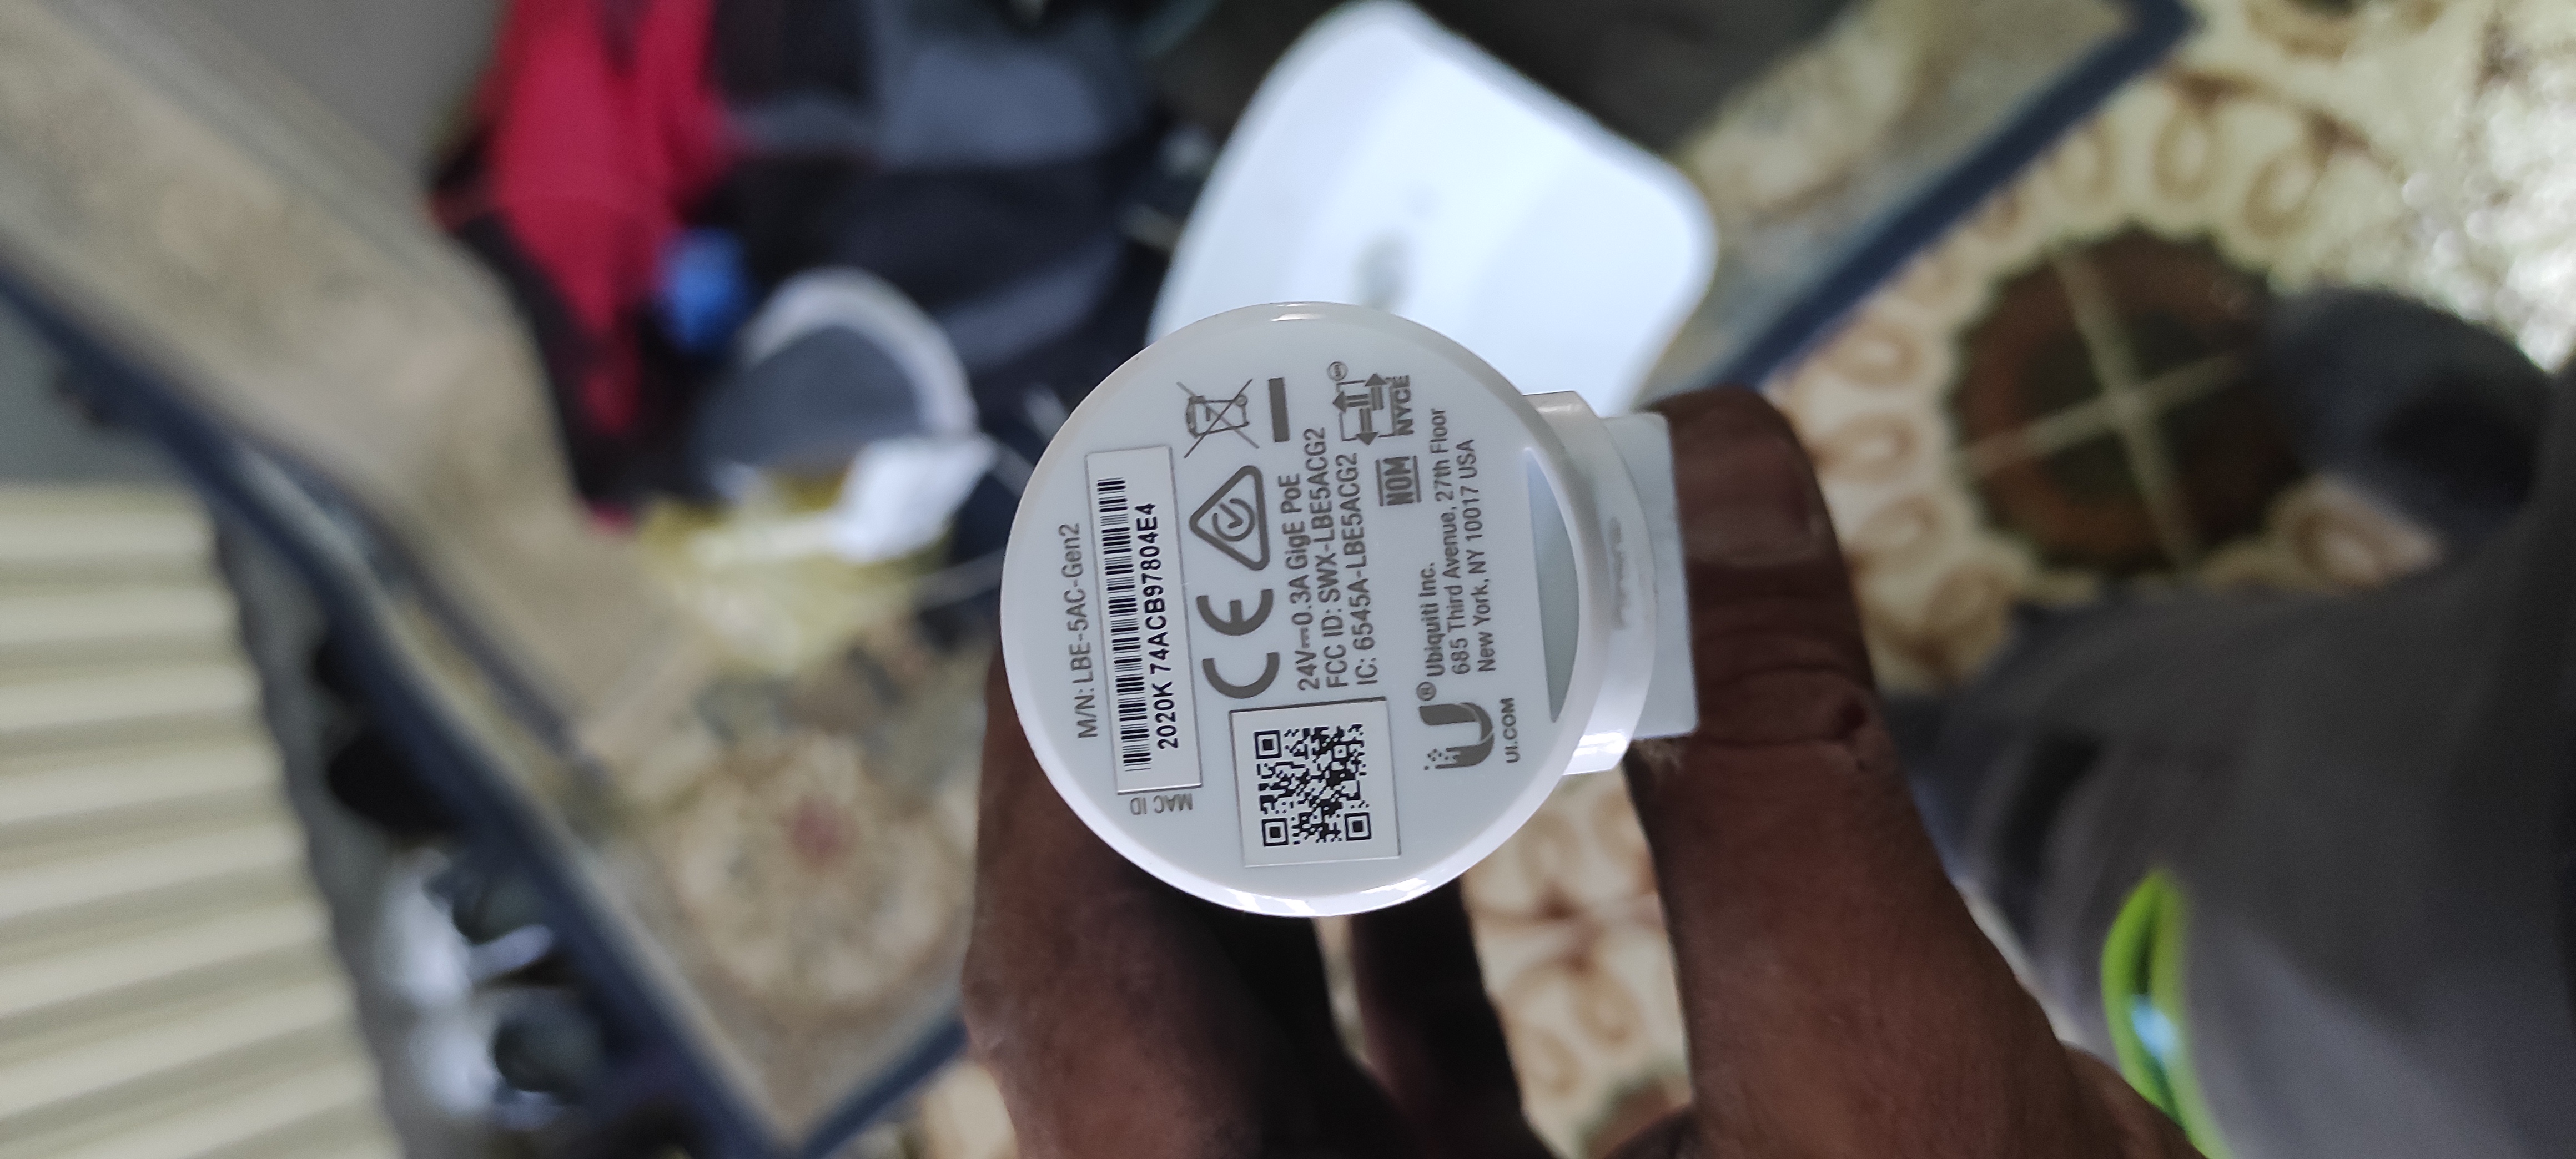 M/N: LBE-5AC-Gen2
MAC ID
2020K 74ACB97804E4
CE
24V⎓0.3A GigE PoE
FCC ID: SWX-LBE5ACG2
IC: 6545A-LBE5ACG2
NOM
NYCE
U® Ubiquiti Inc.
685 Third Avenue, 27th Floor
New York, NY 10017 USA
UI.COM